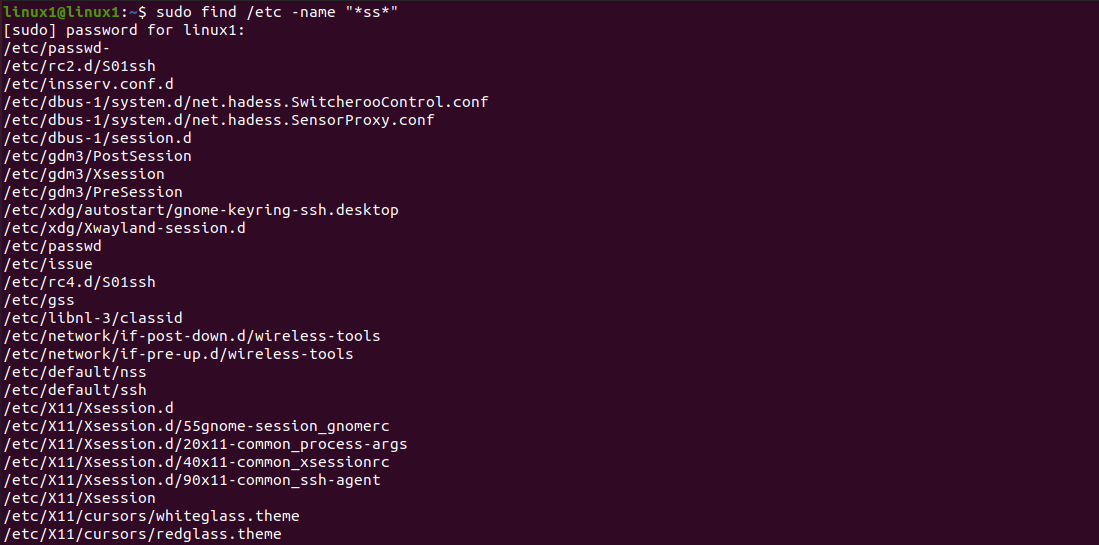 linux1@linux1:~$ sudo find /etc -name "*ss*"
[sudo] password for linux1:
/etc/passwd-
/etc/rc2.d/S01ssh
/etc/insserv.conf.d
/etc/dbus-1/system.d/net.hadess.SwitcherooControl.conf
/etc/dbus-1/system.d/net.hadess.SensorProxy.conf
/etc/dbus-1/session.d
/etc/gdm3/PostSession
/etc/gdm3/Xsession
/etc/gdm3/PreSession
/etc/xdg/autostart/gnome-keyring-ssh.desktop
/etc/xdg/Xwayland-session.d
/etc/passwd
/etc/issue
/etc/rc4.d/S01ssh
/etc/gss
/etc/libnl-3/classid
/etc/network/if-post-down.d/wireless-tools
/etc/network/if-pre-up.d/wireless-tools
/etc/default/nss
/etc/default/ssh
/etc/X11/Xsession.d
/etc/X11/Xsession.d/55gnome-session_gnomerc
/etc/X11/Xsession.d/20x11-common_process-args
/etc/X11/Xsession.d/40x11-common_xsessionrc
/etc/X11/Xsession.d/90x11-common_ssh-agent
/etc/X11/Xsession
/etc/X11/cursors/whiteglass.theme
/etc/X11/cursors/redglass.theme